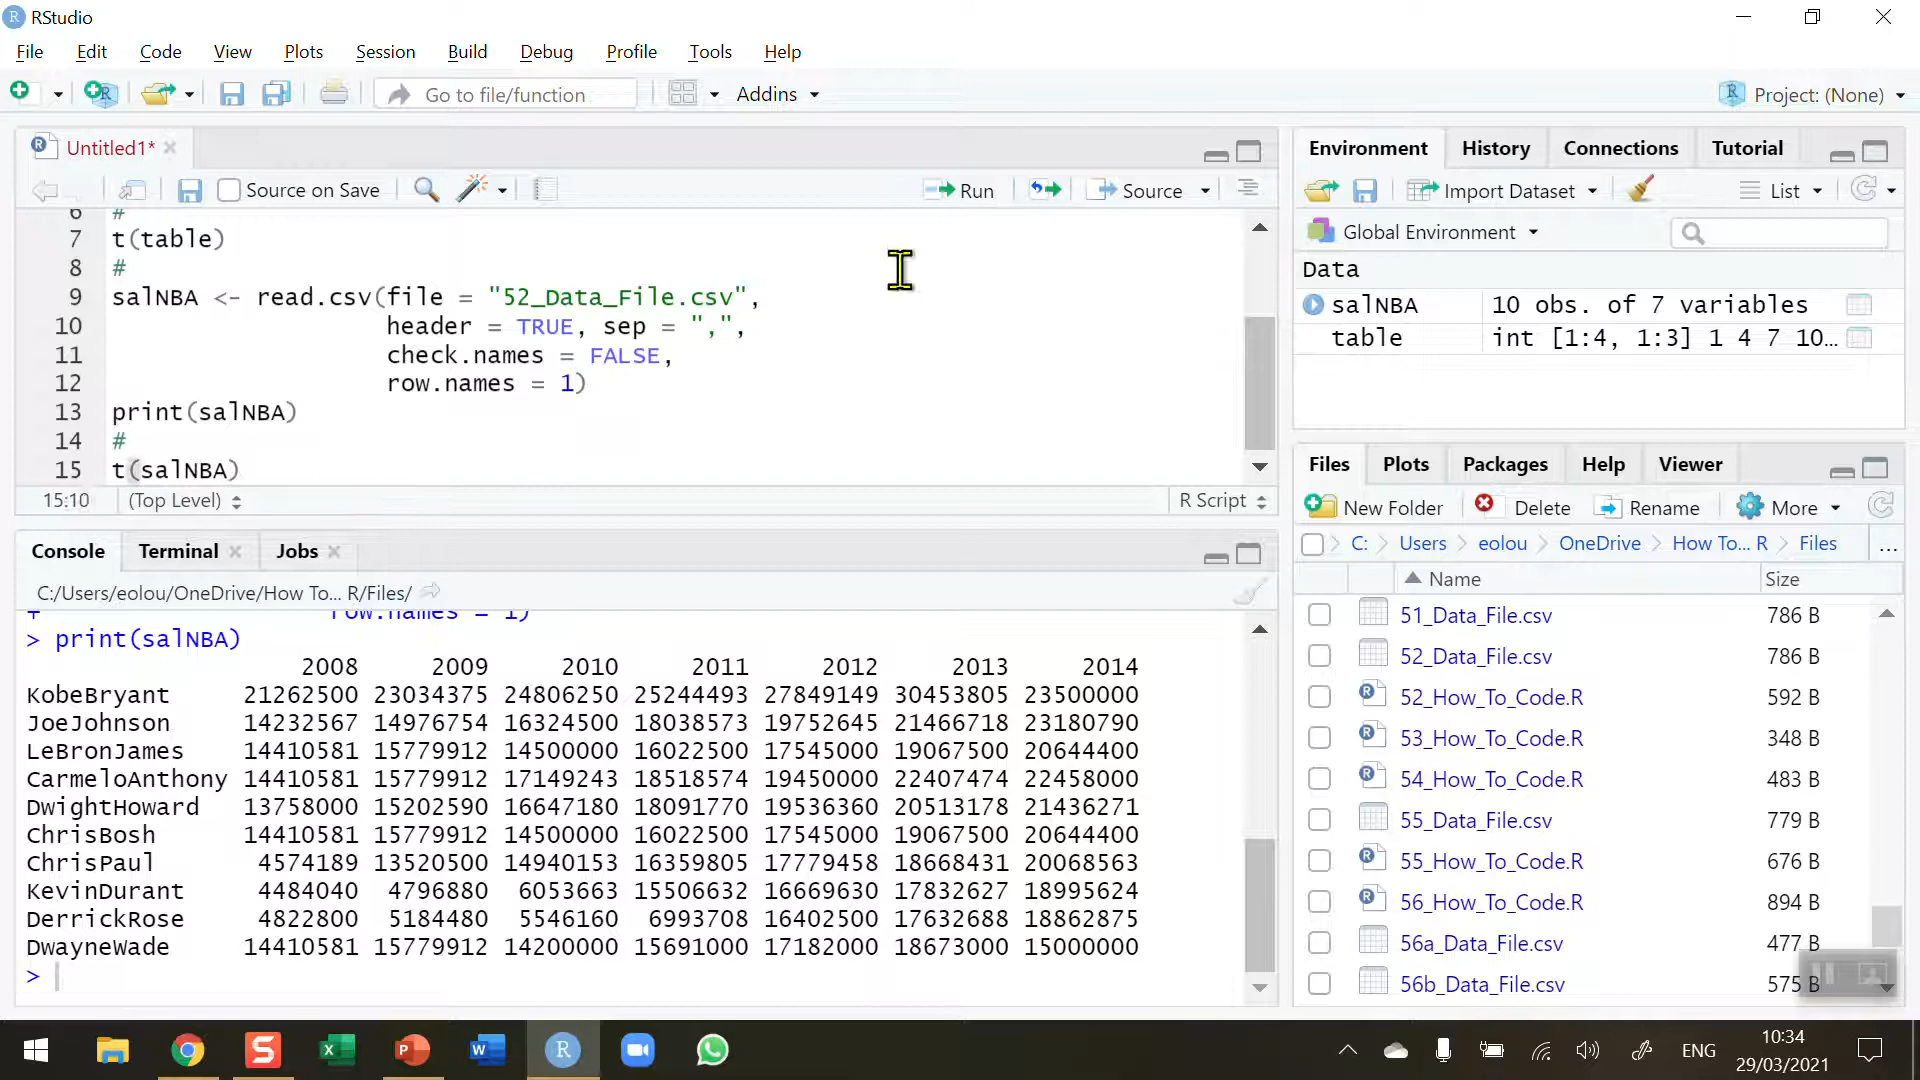 RStudio
File Edit Code View Plots Session Build Debug Profile Tools Help
Go to file/function Addins Project: (None)
Untitled1*
Source on Save Run Source
6 #
7 t(table)
8 #
9 salNBA <- read.csv(file = "52_Data_File.csv",
10 header = TRUE, sep = ",",
11 check.names = FALSE,
12 row.names = 1)
13 print(salNBA)
14 #
15 t(salNBA)
15:10 (Top Level) R Script
Console Terminal Jobs
C:/Users/eolou/OneDrive/How To... R/Files/
+ row.names = 1)
> print(salNBA)
2008 2009 2010 2011 2012 2013 2014
KobeBryant 21262500 23034375 24806250 25244493 27849149 30453805 23500000
JoeJohnson 14232567 14976754 16324500 18038573 19752645 21466718 23180790
LeBronJames 14410581 15779912 14500000 16022500 17545000 19067500 20644400
CarmeloAnthony 14410581 15779912 17149243 18518574 19450000 22407474 22458000
DwightHoward 13758000 15202590 16647180 18091770 19536360 20513178 21436271
ChrisBosh 14410581 15779912 14500000 16022500 17545000 19067500 20644400
ChrisPaul 4574189 13520500 14940153 16359805 17779458 18668431 20068563
KevinDurant 4484040 4796880 6053663 15506632 16669630 17832627 18995624
DerrickRose 4822800 5184480 5546160 6993708 16402500 17632688 18862875
DwayneWade 14410581 15779912 14200000 15691000 17182000 18673000 15000000
>
Environment History Connections Tutorial
Import Dataset List
Global Environment
Data
salNBA 10 obs. of 7 variables
table int [1:4, 1:3] 1 4 7 10...
Files Plots Packages Help Viewer
New Folder Delete Rename More
C: Users eolou OneDrive How To... R Files ...
Name Size
51_Data_File.csv 786 B
52_Data_File.csv 786 B
52_How_To_Code.R 592 B
53_How_To_Code.R 348 B
54_How_To_Code.R 483 B
55_Data_File.csv 779 B
55_How_To_Code.R 676 B
56_How_To_Code.R 894 B
56a_Data_File.csv 477 B
56b_Data_File.csv 575 B
ENG
10:34
29/03/2021